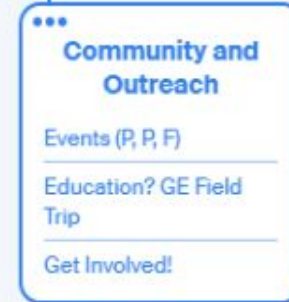 Community and
Outreach
Events (P, P, F)
Education? GE Field
Trip
Get Involved!